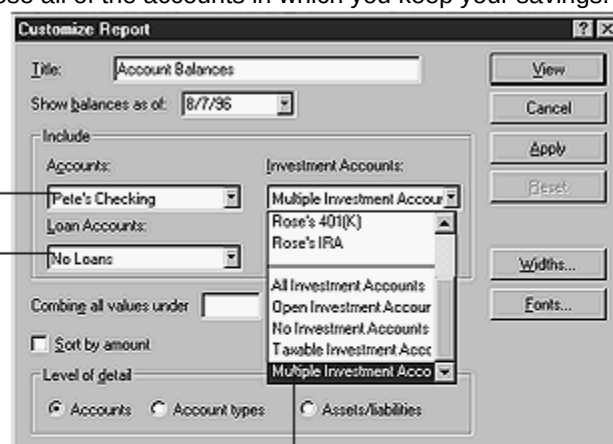 ose all of the accounts in which you keep your savings.
Customize Report
Title: Account Balances
View
Show balances as of: 8/7/96
Cancel
Include
Apply
Accounts: Investment Accounts:
Reset
Pete's Checking Multiple Investment Accour
Loan Accounts: Rose's 401(K)
Rose's IRA
No Loans
Widths...
All Investment Accounts
Combine all values under Open Investment Accour
Fonts...
No Investment Accounts
Sort by amount Taxable Investment Acc
Multiple Investment Acco
Level of detail
Accounts Account types Assets/liabilities